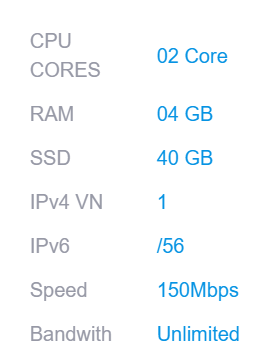 CPU
CORES 02 Core
RAM 04 GB
SSD 40 GB
IPv4 VN 1
IPv6 /56
Speed 150Mbps
Bandwith Unlimited